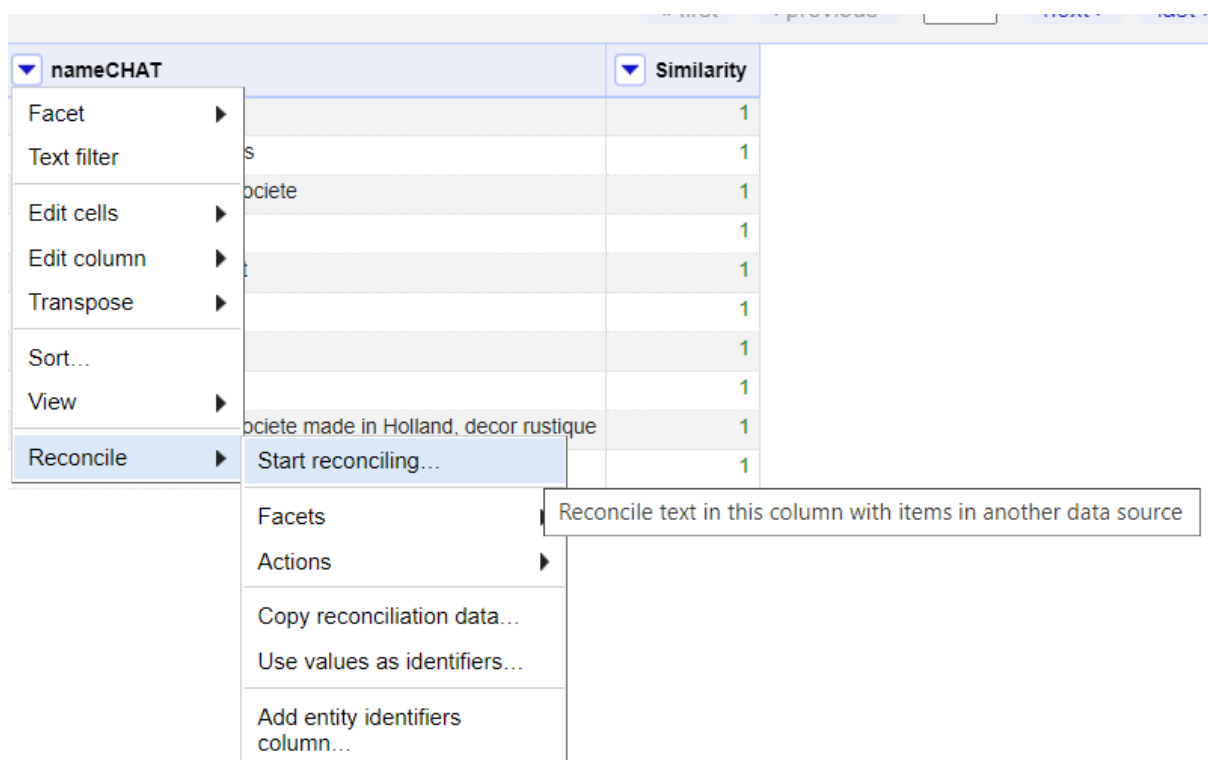 nameCHAT
Similarity
Facet
1
Text filter
s
1
ociete
1
Edit cells
1
Edit column
t
1
Transpose
1
Sort…
1
View
1
ociete made in Holland, decor rustique
1
Reconcile
Start reconciling…
1
Facets
Reconcile text in this column with items in another data source
Actions
Copy reconciliation data…
Use values as identifiers…
Add entity identifiers
column…